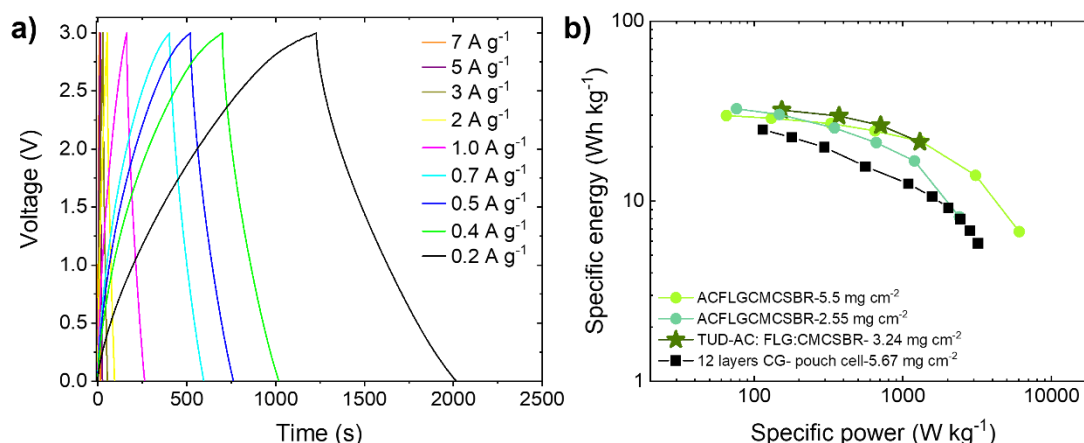 a)
3.0
2.5
2.0
1.5
1.0
0.5
0.0
Voltage (V)
7 A g⁻¹
5 A g⁻¹
3 A g⁻¹
2 A g⁻¹
1.0 A g⁻¹
0.7 A g⁻¹
0.5 A g⁻¹
0.4 A g⁻¹
0.2 A g⁻¹
0 500 1000 1500 2000 2500
Time (s)
b)
100
10
1
Specific energy (Wh kg⁻¹)
ACFLGCMCSBR-5.5 mg cm⁻²
ACFLGCMCSBR-2.55 mg cm⁻²
TUD-AC: FLG:CMCSBR- 3.24 mg cm⁻²
12 layers CG- pouch cell-5.67 mg cm⁻²
100 1000 10000
Specific power (W kg⁻¹)